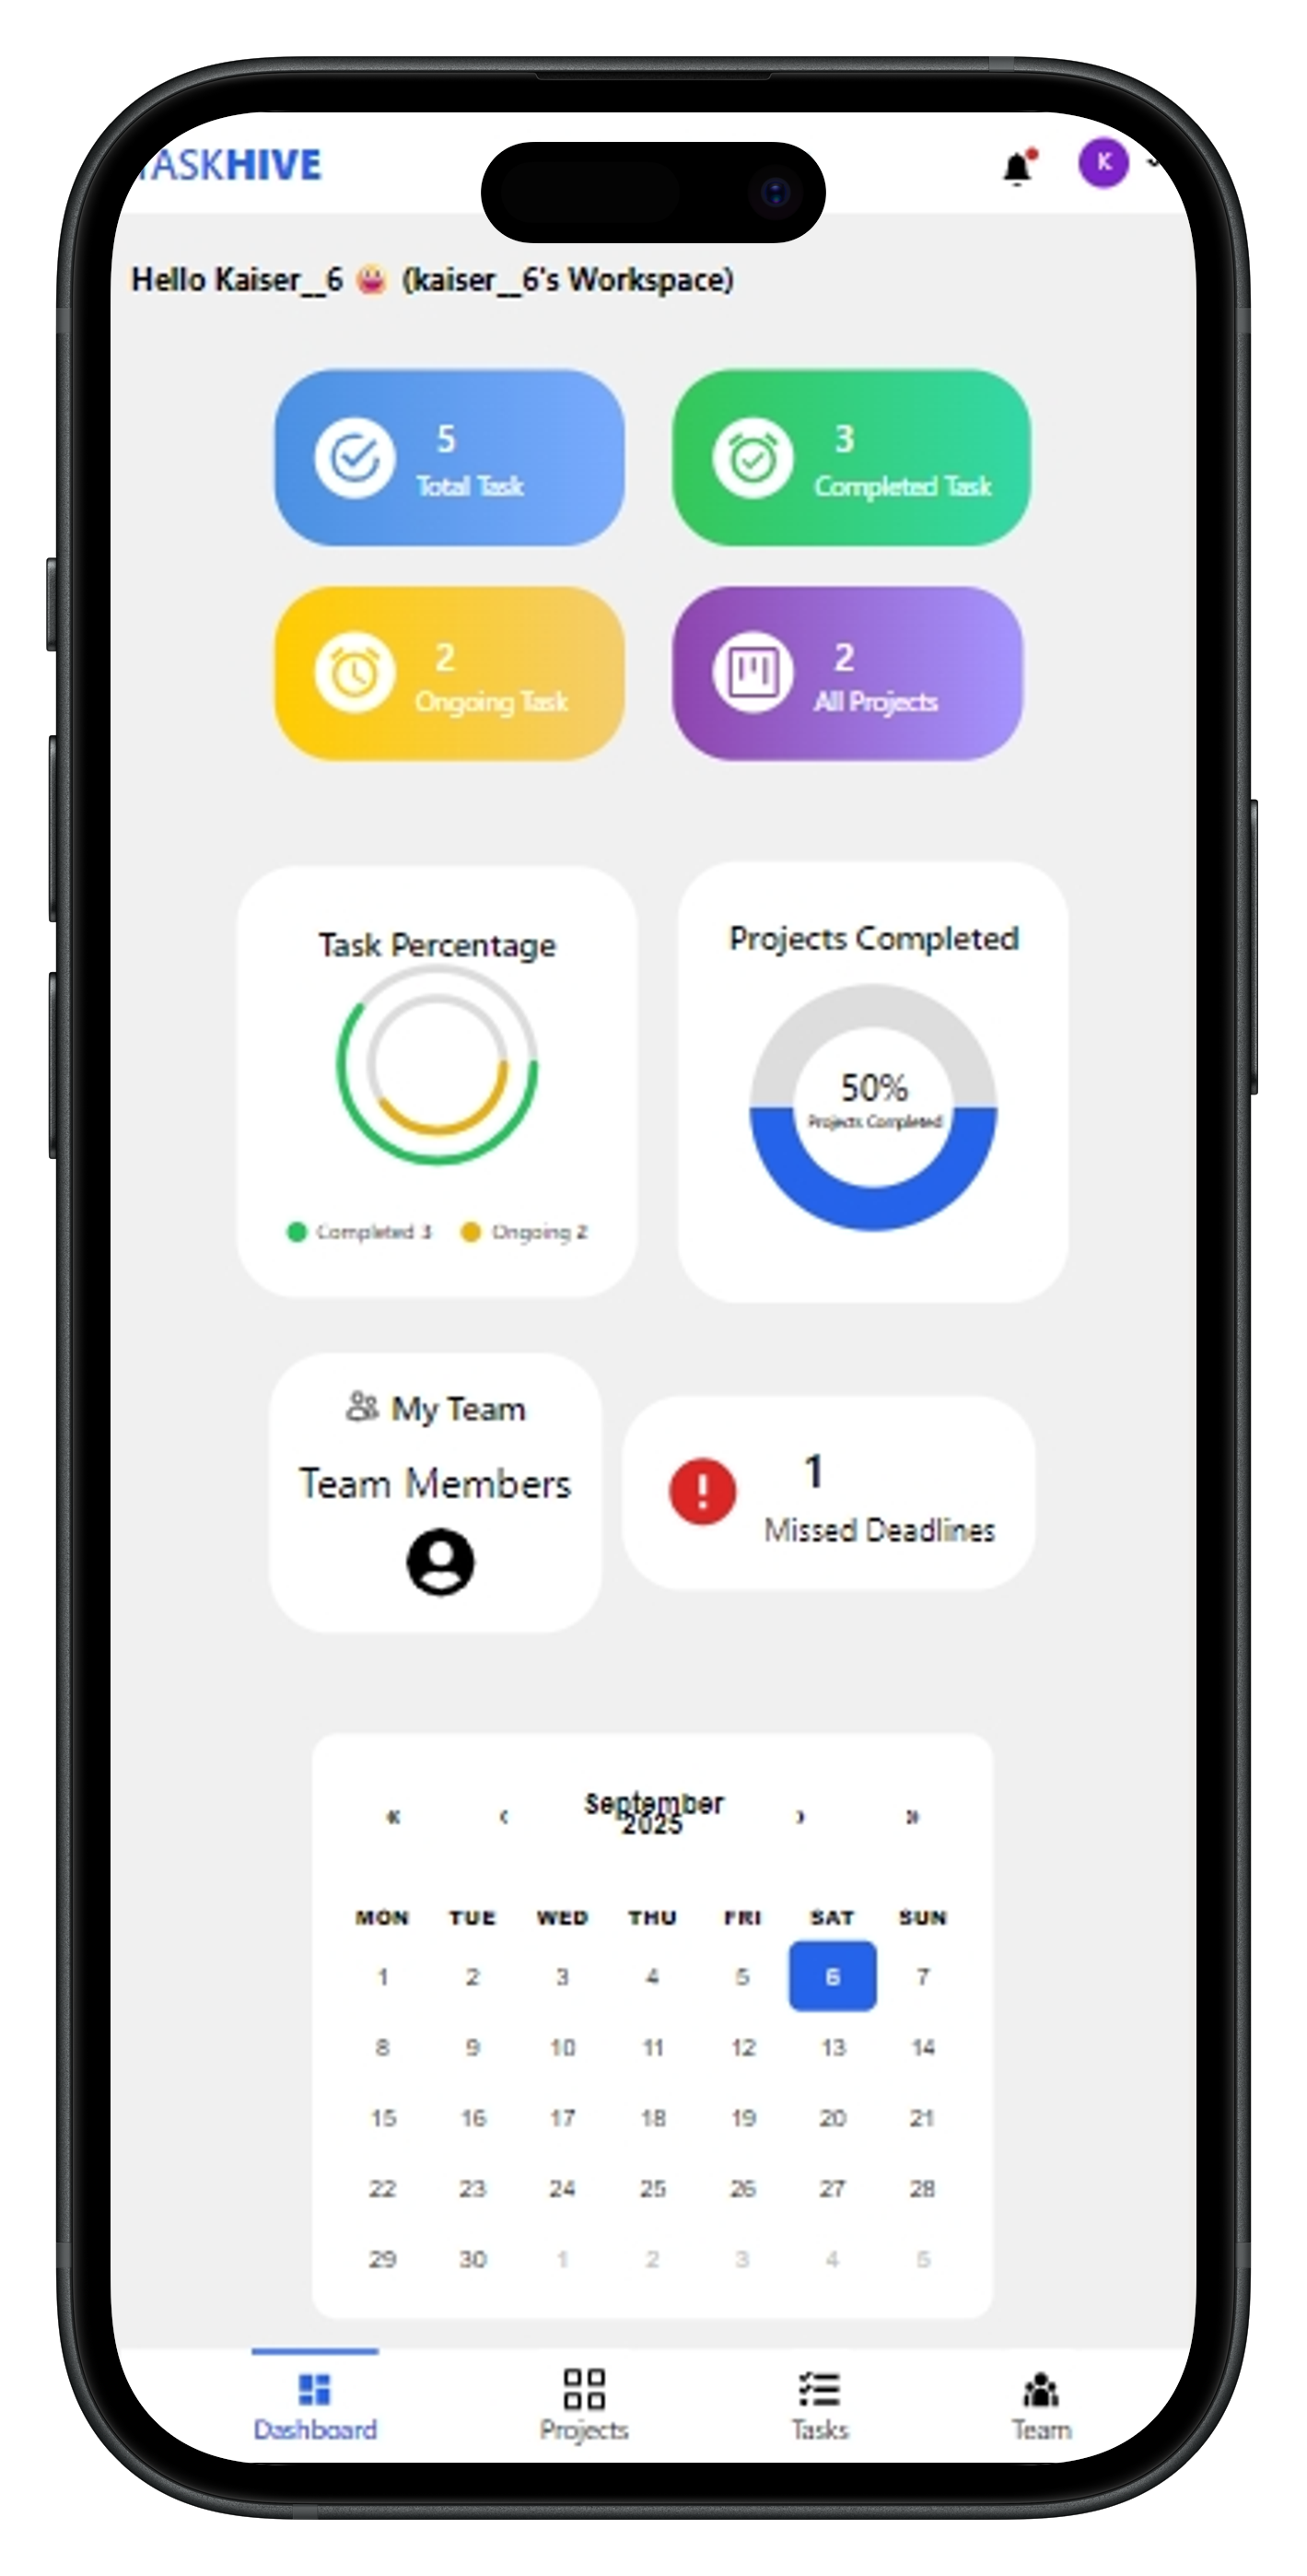 TASKHIVE
K
Hello Kaiser__6 😀 (kaiser__6's Workspace)
5
Total Task
3
Completed Task
2
Ongoing Task
2
All Projects
Task Percentage
Completed 3 Ongoing 2
Projects Completed
50%
Projects Completed
My Team
Team Members
1
Missed Deadlines
« ‹ September 2025 › »
MON TUE WED THU FRI SAT SUN
1 2 3 4 5 6 7
8 9 10 11 12 13 14
15 16 17 18 19 20 21
22 23 24 25 26 27 28
29 30 1 2 3 4 5
Dashboard Projects Tasks Team